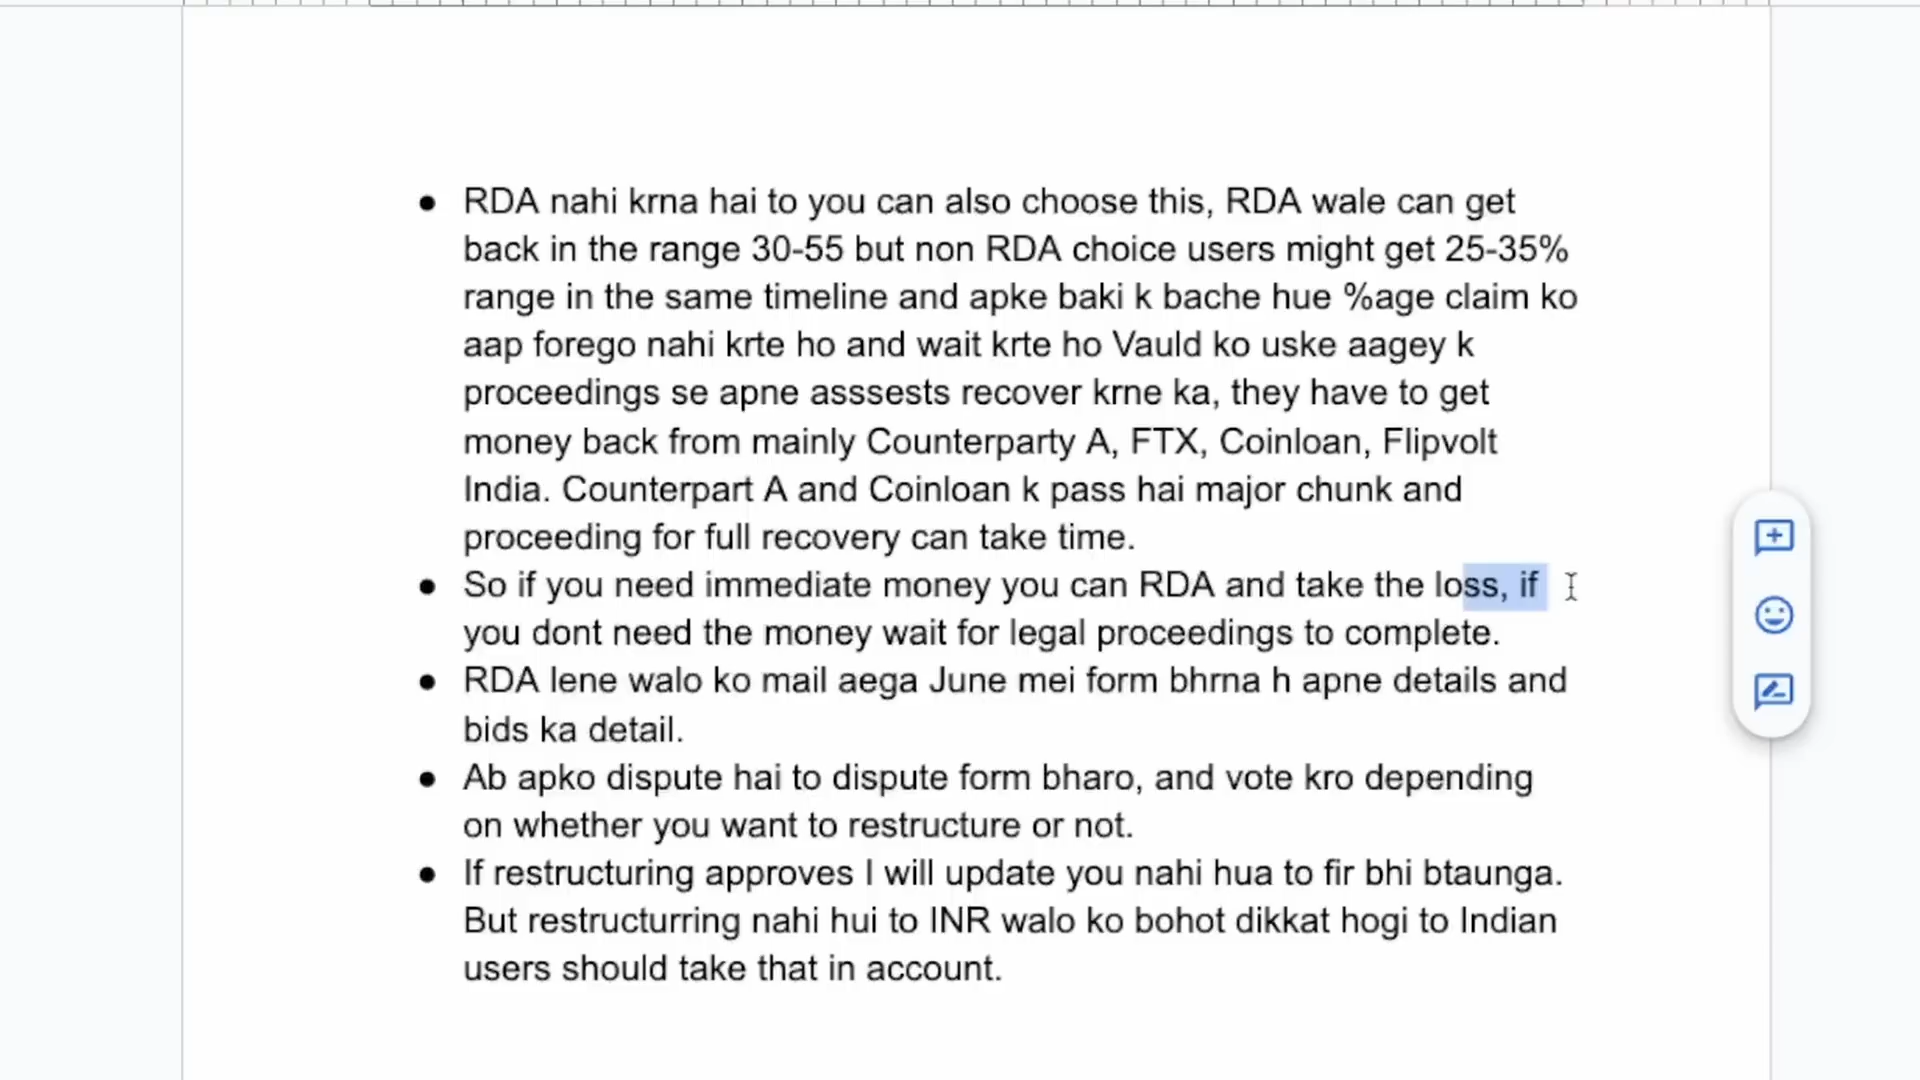 ● RDA nahi krna hai to you can also choose this, RDA wale can get
back in the range 30-55 but non RDA choice users might get 25-35%
range in the same timeline and apke baki k bache hue %age claim ko
aap forego nahi krte ho and wait krte ho Vauld ko uske aagey k
proceedings se apne asssests recover krne ka, they have to get
money back from mainly Counterparty A, FTX, Coinloan, Flipvolt
India. Counterpart A and Coinloan k pass hai major chunk and
proceeding for full recovery can take time.
● So if you need immediate money you can RDA and take the loss, if
you dont need the money wait for legal proceedings to complete.
● RDA lene walo ko mail aega June mei form bhrna h apne details and
bids ka detail.
● Ab apko dispute hai to dispute form bharo, and vote kro depending
on whether you want to restructure or not.
● If restructuring approves I will update you nahi hua to fir bhi btaunga.
But restructurring nahi hui to INR walo ko bohot dikkat hogi to Indian
users should take that in account.